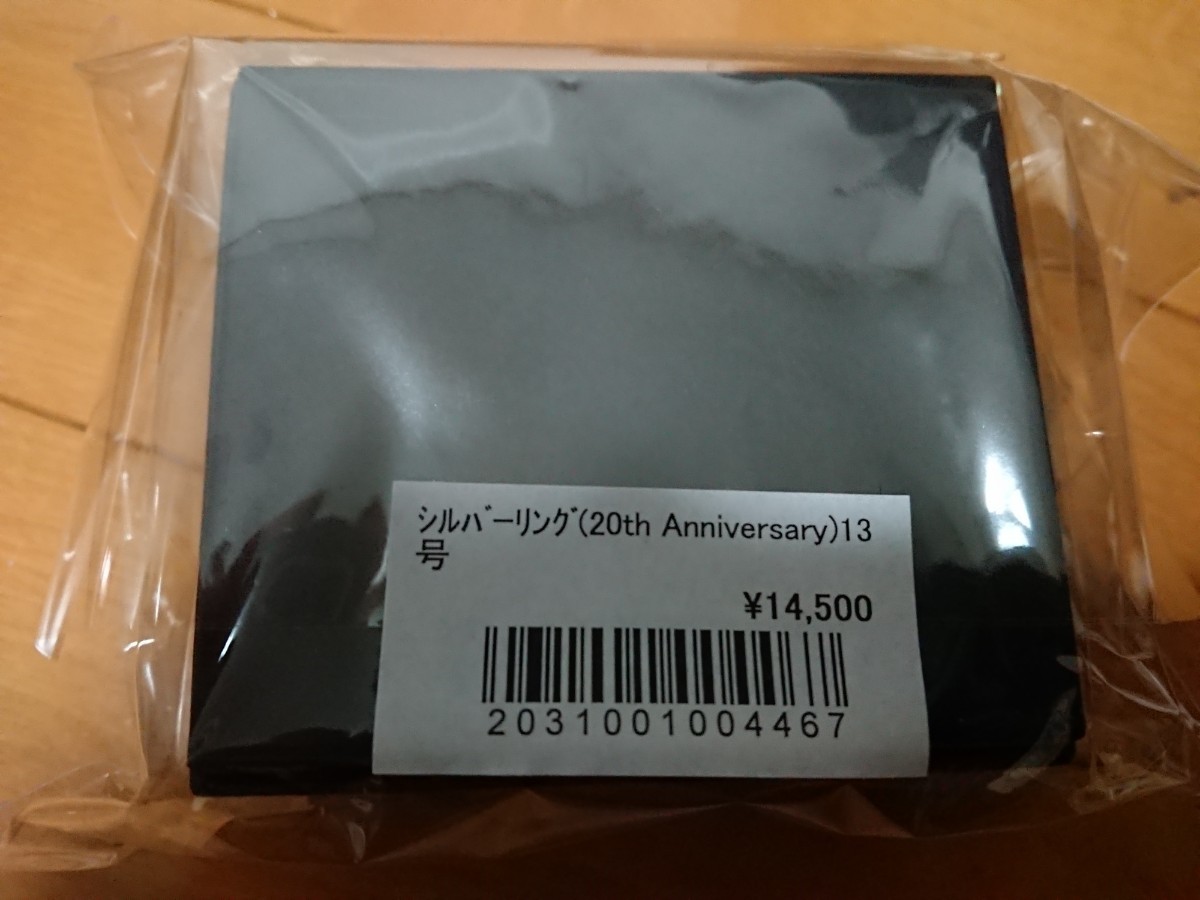 ｼﾙﾊﾞｰﾘﾝｸﾞ(20th Anniversary)13
号
¥14,500
2031001004467